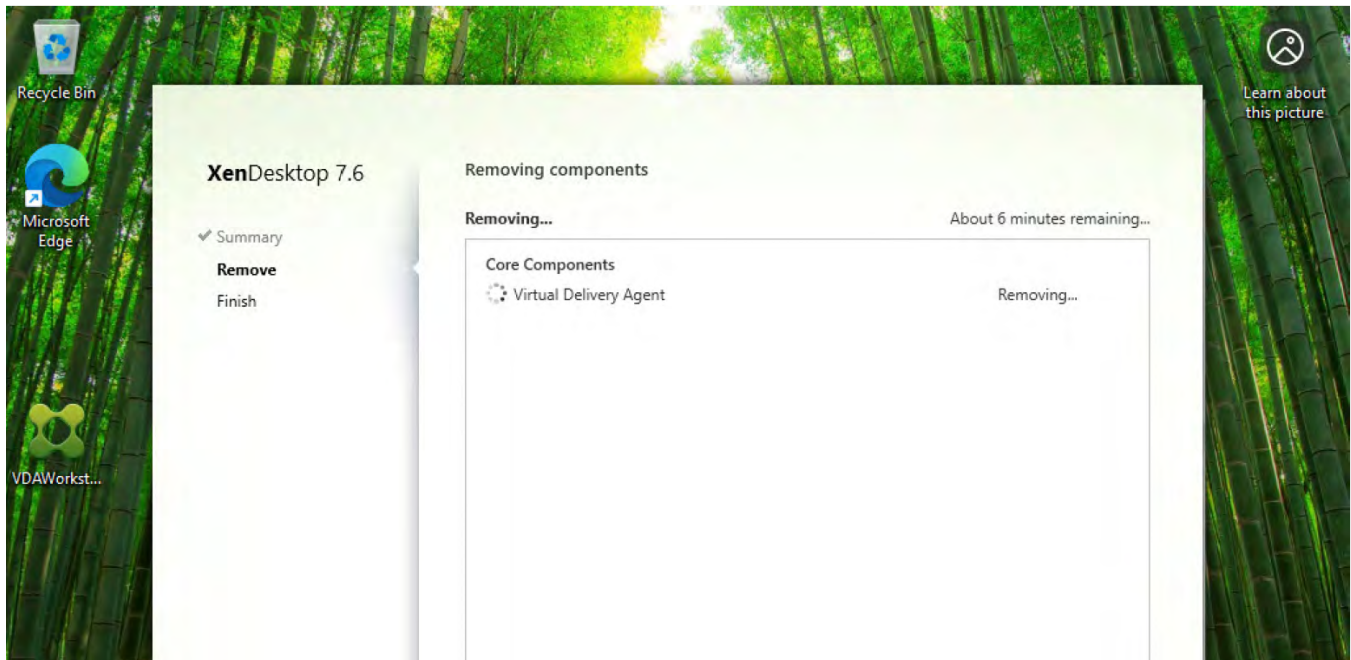 Recycle Bin
Learn about
this picture
Microsoft
Edge
VDAWorkst...
XenDesktop 7.6
Summary
Remove
Finish
Removing components
Removing...
About 6 minutes remaining...
Core Components
Virtual Delivery Agent
Removing...